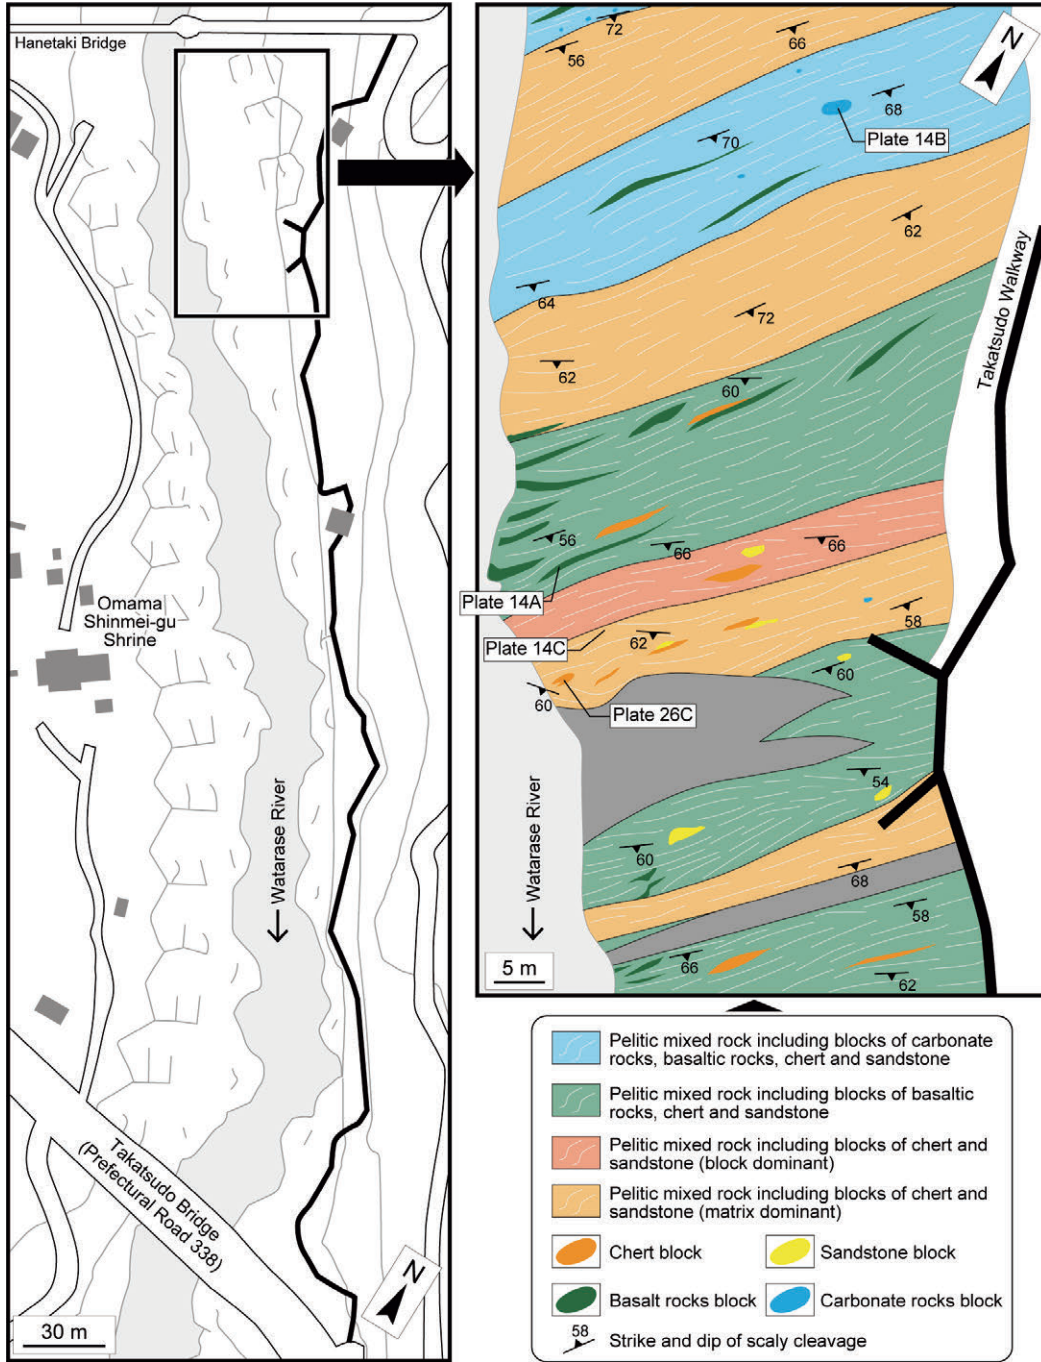 Hanetaki Bridge
Omama
Shinmei-gu
Shrine
Watarase River
Takatsudo Bridge
(Prefectural Road 338)
N
30 m
N
72
56
66
68
Plate 14B
70
62
64
72
62
60
Takatsudo Walkway
56
66
66
Plate 14A
58
Plate 14C
62
60
60
Plate 26C
54
Watarase River
60
68
58
5 m
66
62
Pelitic mixed rock including blocks of carbonate
rocks, basaltic rocks, chert and sandstone
Pelitic mixed rock including blocks of basaltic
rocks, chert and sandstone
Pelitic mixed rock including blocks of chert and
sandstone (block dominant)
Pelitic mixed rock including blocks of chert and
sandstone (matrix dominant)
Chert block
Sandstone block
Basalt rocks block
Carbonate rocks block
58
Strike and dip of scaly cleavage